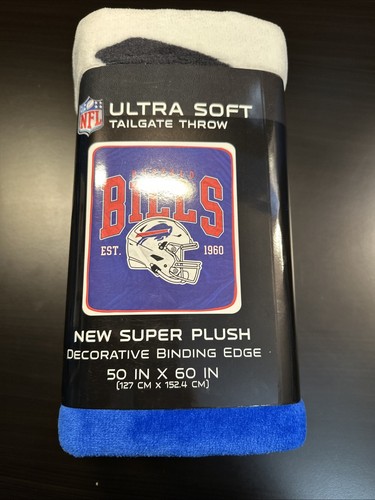 NFL
ULTRA SOFT
TAILGATE THROW
BILLS
EST. 1960
NEW SUPER PLUSH
DECORATIVE BINDING EDGE
50 IN X 60 IN
(127 CM X 152.4 CM)